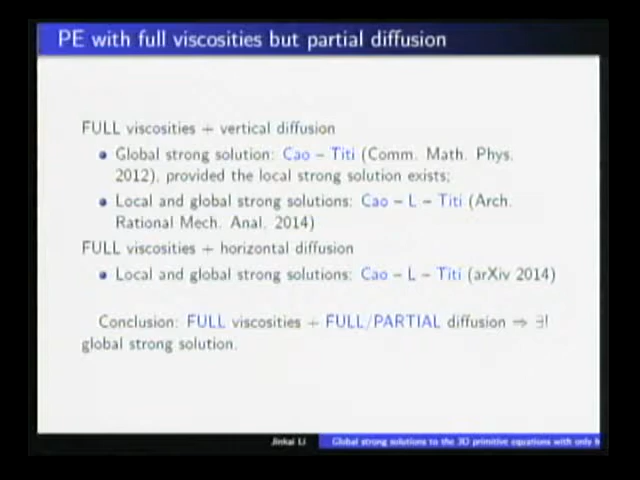 PE with full viscosities but partial diffusion
FULL viscosities + vertical diffusion
Global strong solution: Cao – Titi (Comm. Math. Phys.
2012), provided the local strong solution exists;
Local and global strong solutions: Cao – L – Titi (Arch.
Rational Mech. Anal. 2014)
FULL viscosities + horizontal diffusion
Local and global strong solutions: Cao – L – Titi (arXiv 2014)
Conclusion: FULL viscosities + FULL/PARTIAL diffusion ⇒ ∃!
global strong solution.
Jinkai Li
Global strong solutions to the 3D primitive equations with only h